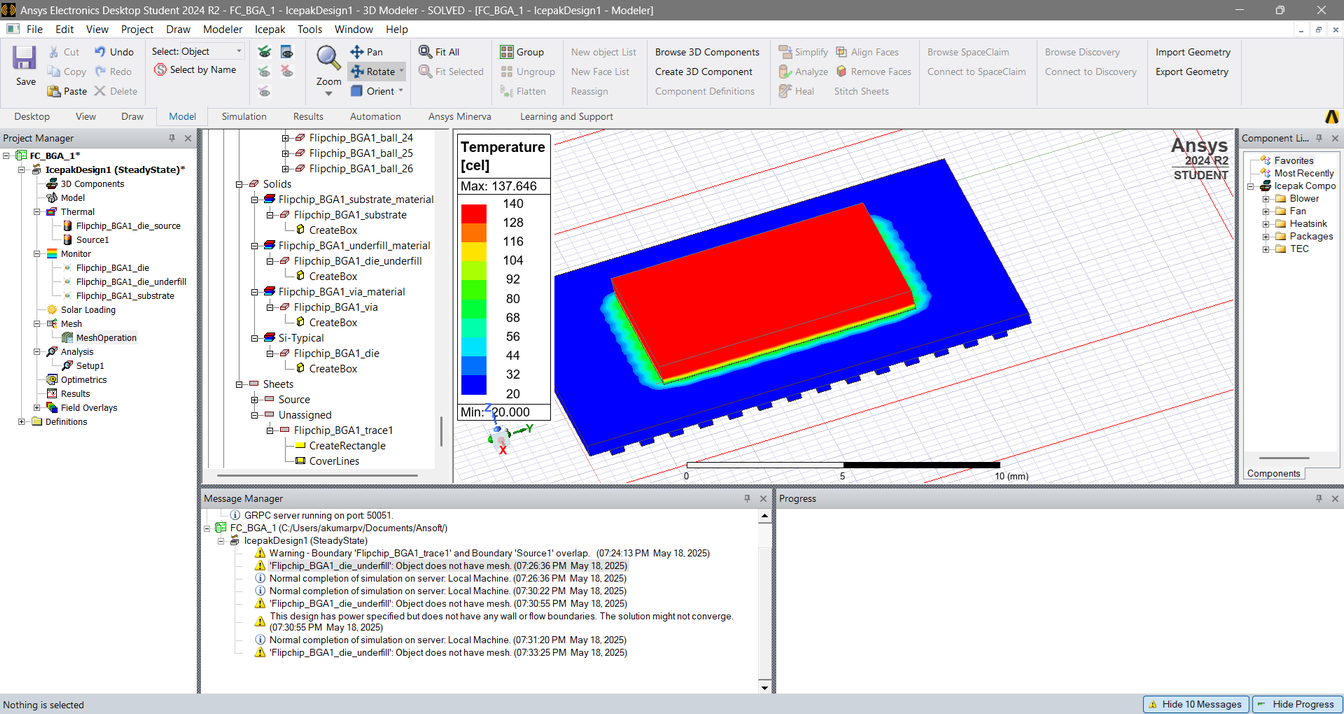 Ansys Electronics Desktop Student 2024 R2 - FC_BGA_1 - IcepakDesign1 - 3D Modeler - SOLVED - [FC_BGA_1 - IcepakDesign1 - Modeler]
File Edit View Project Draw Modeler Icepak Tools Window Help
Save
Cut
Copy
Paste
Undo
Redo
Delete
Select: Object
Select by Name
Zoom
Pan
Rotate
Orient
Fit All
Fit Selected
Group
Ungroup
Flatten
New object List
New Face List
Reassign
Browse 3D Components
Create 3D Component
Component Definitions
Simplify
Analyze
Heal
Align Faces
Remove Faces
Stitch Sheets
Browse SpaceClaim
Connect to SpaceClaim
Browse Discovery
Connect to Discovery
Import Geometry
Export Geometry
Desktop View Draw Model Simulation Results Automation Ansys Minerva Learning and Support
Project Manager
FC_BGA_1*
IcepakDesign1 (SteadyState)*
3D Components
Model
Thermal
Flipchip_BGA1_die_source
Source1
Monitor
Flipchip_BGA1_die
Flipchip_BGA1_die_underfill
Flipchip_BGA1_substrate
Solar Loading
Mesh
MeshOperation
Analysis
Setup1
Optimetrics
Results
Field Overlays
Definitions
Flipchip_BGA1_ball_24
Flipchip_BGA1_ball_25
Flipchip_BGA1_ball_26
Solids
Flipchip_BGA1_substrate_material
Flipchip_BGA1_substrate
CreateBox
Flipchip_BGA1_underfill_material
Flipchip_BGA1_die_underfill
CreateBox
Flipchip_BGA1_via_material
Flipchip_BGA1_via
CreateBox
Si-Typical
Flipchip_BGA1_die
CreateBox
Sheets
Source
Unassigned
Flipchip_BGA1_trace1
CreateRectangle
CoverLines
Temperature
[cel]
Max: 137.646
140
128
116
104
92
80
68
56
44
32
20
Min: 20.000
Z
Y
X
0 5 10 (mm)
Ansys
2024 R2
STUDENT
Component Li...
Favorites
Most Recently
Icepak Compo
Blower
Fan
Heatsink
Packages
TEC
Components
Message Manager
GRPC server running on port: 50051.
FC_BGA_1 (C:/Users/akumarpv/Documents/Ansoft/)
IcepakDesign1 (SteadyState)
Warning - Boundary 'Flipchip_BGA1_trace1' and Boundary 'Source1' overlap. (07:24:13 PM May 18, 2025)
'Flipchip_BGA1_die_underfill': Object does not have mesh. (07:26:36 PM May 18, 2025)
Normal completion of simulation on server: Local Machine. (07:26:36 PM May 18, 2025)
Normal completion of simulation on server: Local Machine. (07:30:22 PM May 18, 2025)
'Flipchip_BGA1_die_underfill': Object does not have mesh. (07:30:55 PM May 18, 2025)
This design has power specified but does not have any wall or flow boundaries. The solution might not converge.
(07:30:55 PM May 18, 2025)
Normal completion of simulation on server: Local Machine. (07:31:20 PM May 18, 2025)
'Flipchip_BGA1_die_underfill': Object does not have mesh. (07:33:25 PM May 18, 2025)
Progress
Nothing is selected
Hide 10 Messages
Hide Progress